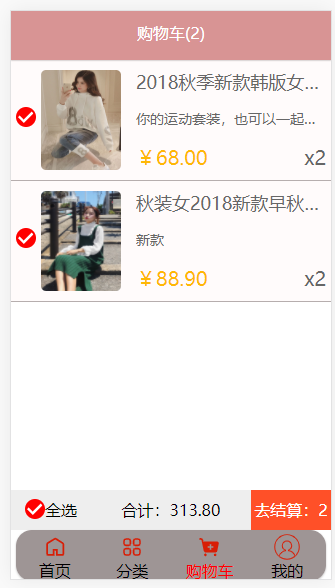 购物车(2)
2018秋季新款韩版女...
你的运动套装，也可以一起...
￥68.00 x2
秋装女2018新款早秋...
新款
￥88.90 x2
全选 合计：313.80 去结算：2
首页 分类 购物车 我的